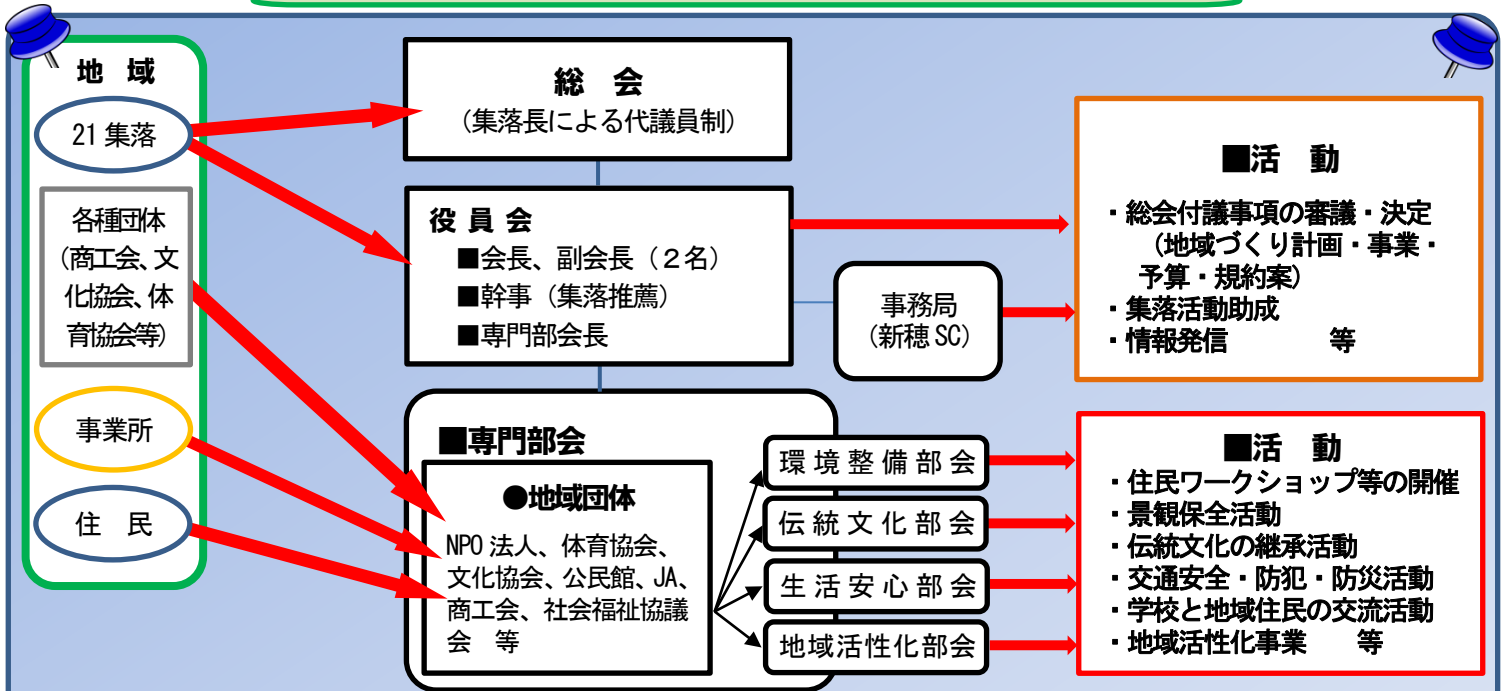 地 域
21 集落
各種団体
(商工会、文
化協会、体
育協会等)
事業所
住 民
総 会
(集落長による代議員制)
役 員 会
■会長、副会長（２名）
■幹事（集落推薦）
■専門部会長
事務局
(新穂 SC)
■専門部会
●地域団体
NPO 法人、体育協会、
文化協会、公民館、JA、
商工会、社会福祉協議
会 等
環境整備部会
伝統文化部会
生活安心部会
地域活性化部会
■活 動
・総会付議事項の審議・決定
（地域づくり計画・事業・
予算・規約案）
・集落活動助成
・情報発信 等
■活 動
・住民ワークショップ等の開催
・景観保全活動
・伝統文化の継承活動
・交通安全・防犯・防災活動
・学校と地域住民の交流活動
・地域活性化事業 等